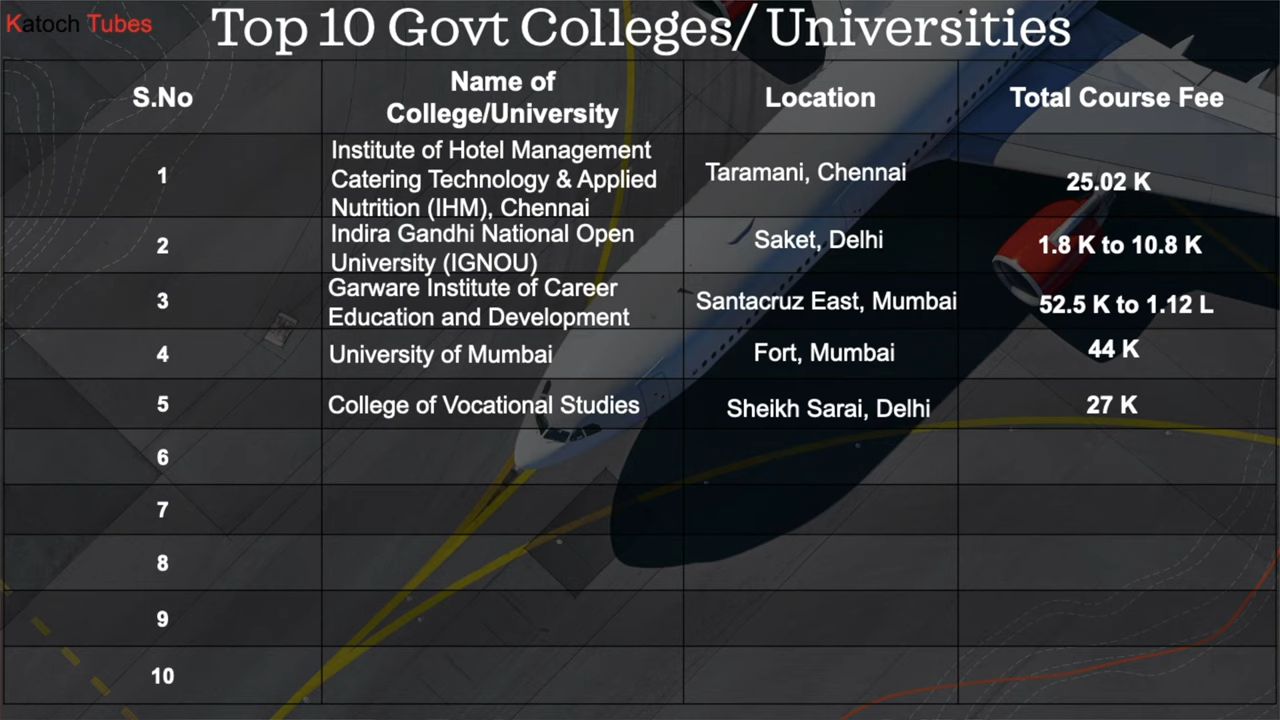 Katoch Tubes
Top 10 Govt Colleges/ Universities
S.No
Name of
College/University
Location
Total Course Fee
1
Institute of Hotel Management
Catering Technology & Applied
Nutrition (IHM), Chennai
Taramani, Chennai
25.02 K
2
Indira Gandhi National Open
University (IGNOU)
Saket, Delhi
1.8 K to 10.8 K
3
Garware Institute of Career
Education and Development
Santacruz East, Mumbai
52.5 K to 1.12 L
4
University of Mumbai
Fort, Mumbai
44 K
5
College of Vocational Studies
Sheikh Sarai, Delhi
27 K
6
7
8
9
10